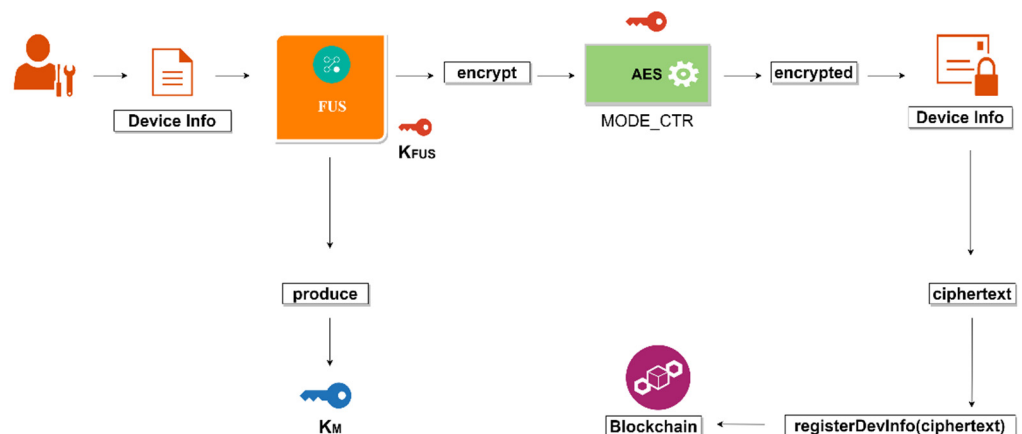 encrypt
AES
encrypted
FUS
Device Info
MODE_CTR
Device Info
KFUS
produce
ciphertext
KM
Blockchain
registerDevInfo(ciphertext)